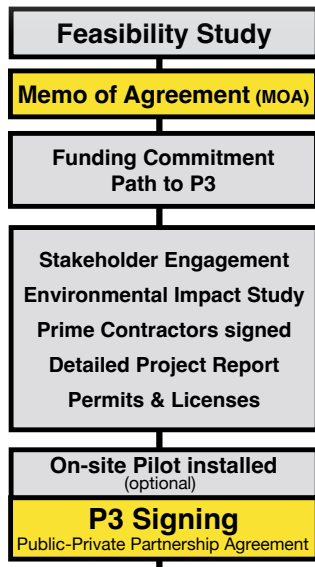 Feasibility Study
Memo of Agreement (MOA)
Funding Commitment
Path to P3
Stakeholder Engagement
Environmental Impact Study
Prime Contractors signed
Detailed Project Report
Permits & Licenses
On-site Pilot installed
(optional)
P3 Signing
Public-Private Partnership Agreement